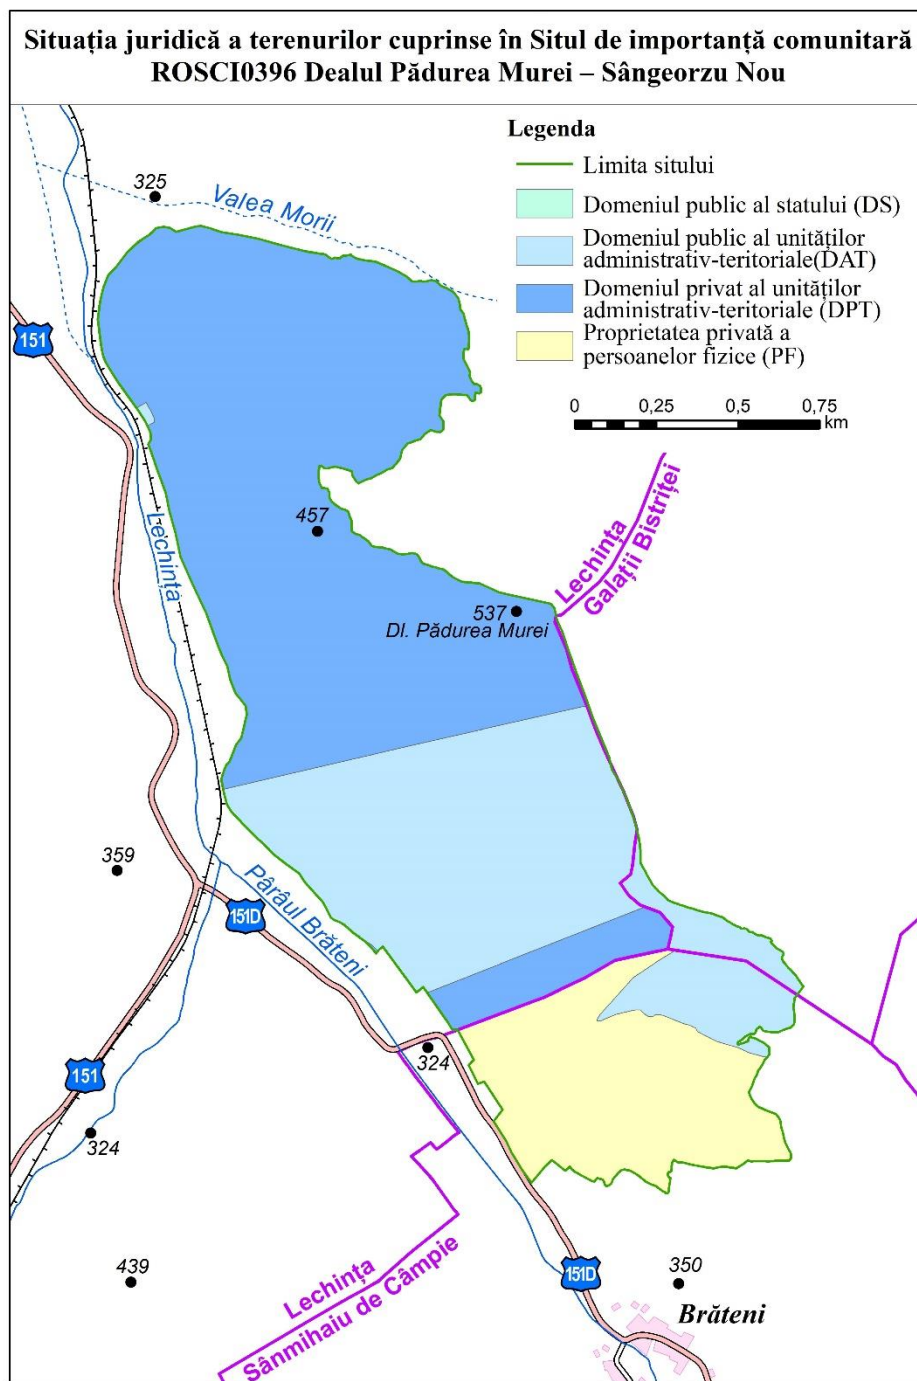 Situația juridică a terenurilor cuprinse în Situl de importanță comunitară
ROSCI0396 Dealul Pădurea Murei – Sângeorzu Nou
Legenda
Limita sitului
Domeniul public al statului (DS)
Domeniul public al unităților
administrativ-teritoriale(DAT)
Domeniul privat al unităților
administrativ-teritoriale (DPT)
Proprietatea privată a
persoanelor fizice (PF)
0 0,25 0,5 0,75
km
325
Valea Morii
151
Lechința
457
Lechința
Galații Bistriței
537
Dl. Pădurea Murei
359
151D
Pârâul Brăteni
324
151
324
439
Lechința
Sânmihaiu de Câmpie
151D
350
Brăteni